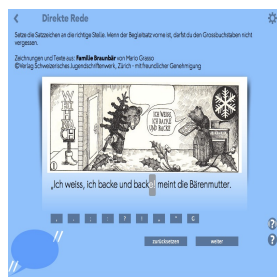 Direkte Rede
Setze die Satzzeichen an die richtige Stelle. Wenn der Begleitsatz vorne ist, darfst du den Grossbuchstaben nicht
vergessen.
Zeichnungen und Texte aus: Familie Braunbär von Mario Grasso
©Verlag Schweizerisches Jugendschriftenwerk, Zürich - mit freundlicher Genehmigung
ICH WEISS,
ICH BACKE
UND BACKE
„Ich weiss, ich backe und backe meint die Bärenmutter.
zurücksetzen
weiter